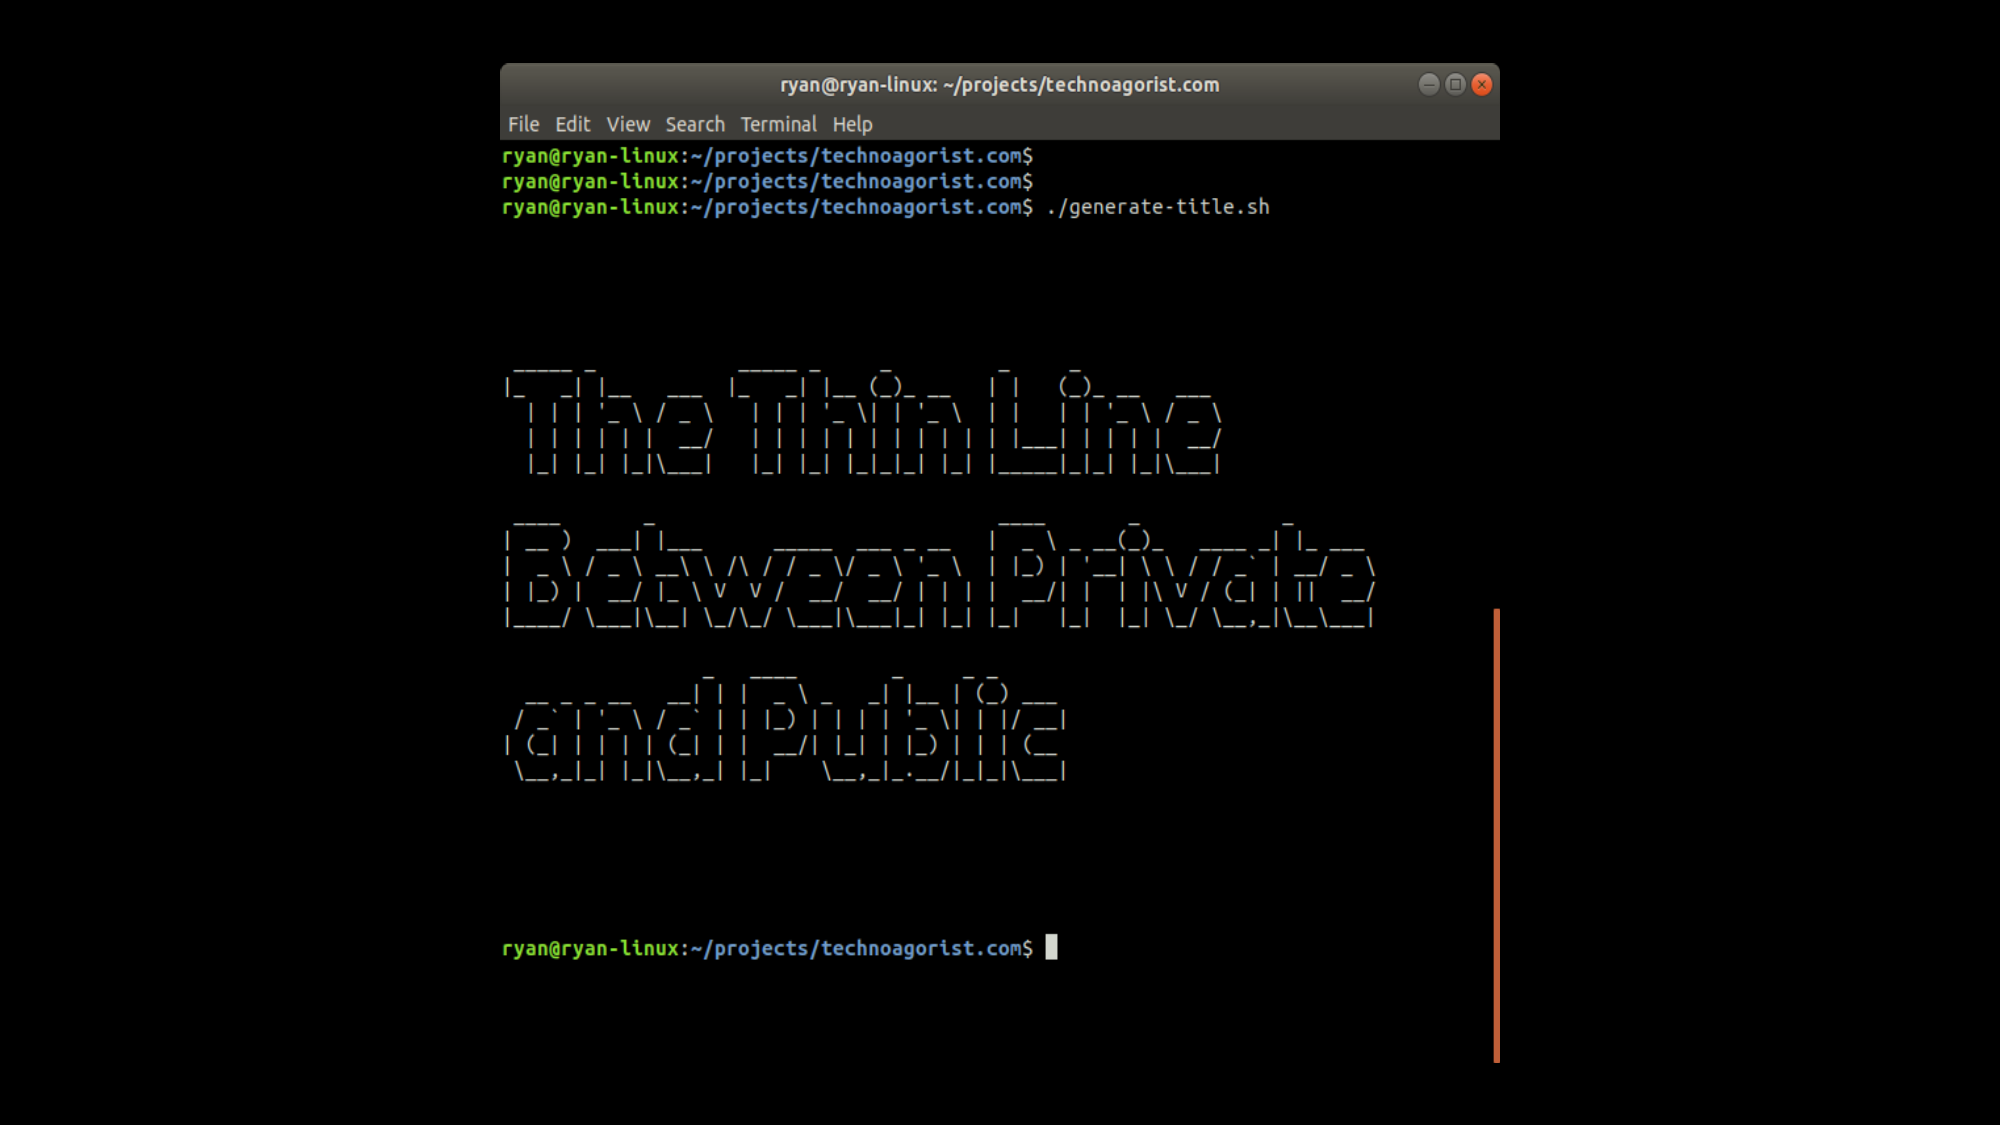 ryan@ryan-linux: ~/projects/technoagorist.com
File Edit View Search Terminal Help
ryan@ryan-linux:~/projects/technoagorist.com$
ryan@ryan-linux:~/projects/technoagorist.com$
ryan@ryan-linux:~/projects/technoagorist.com$ ./generate-title.sh
The Thin Line
Between Private
and Public
ryan@ryan-linux:~/projects/technoagorist.com$